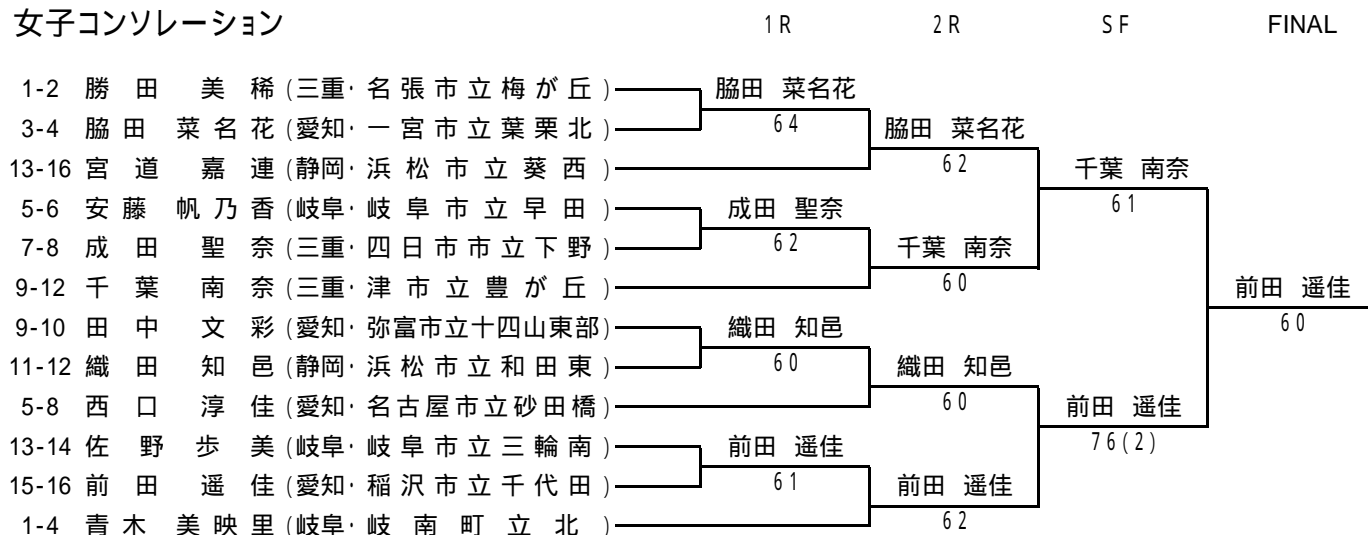 女子コンソレーション 1R 2R SF FINAL
1-2 勝田 美稀 (三重・名張市立梅が丘) 脇田 菜名花
3-4 脇田 菜名花 (愛知・一宮市立葉栗北) 64 脇田 菜名花
13-16 宮道 嘉連 (静岡・浜松市立葵西) 62 千葉 南奈
5-6 安藤 帆乃香 (岐阜・岐阜市立早田) 成田 聖奈 61
7-8 成田 聖奈 (三重・四日市市立下野) 62 千葉 南奈
9-12 千葉 南奈 (三重・津市立豊が丘) 60 前田 遥佳
9-10 田中 文彩 (愛知・弥富市立十四山東部) 織田 知邑 60
11-12 織田 知邑 (静岡・浜松市立和田東) 60 織田 知邑
5-8 西口 淳佳 (愛知・名古屋市立砂田橋) 60 前田 遥佳
13-14 佐野 歩美 (岐阜・岐阜市立三輪南) 前田 遥佳 76(2)
15-16 前田 遥佳 (愛知・稲沢市立千代田) 61 前田 遥佳
1-4 青木 美映里 (岐阜・岐南町立北) 62